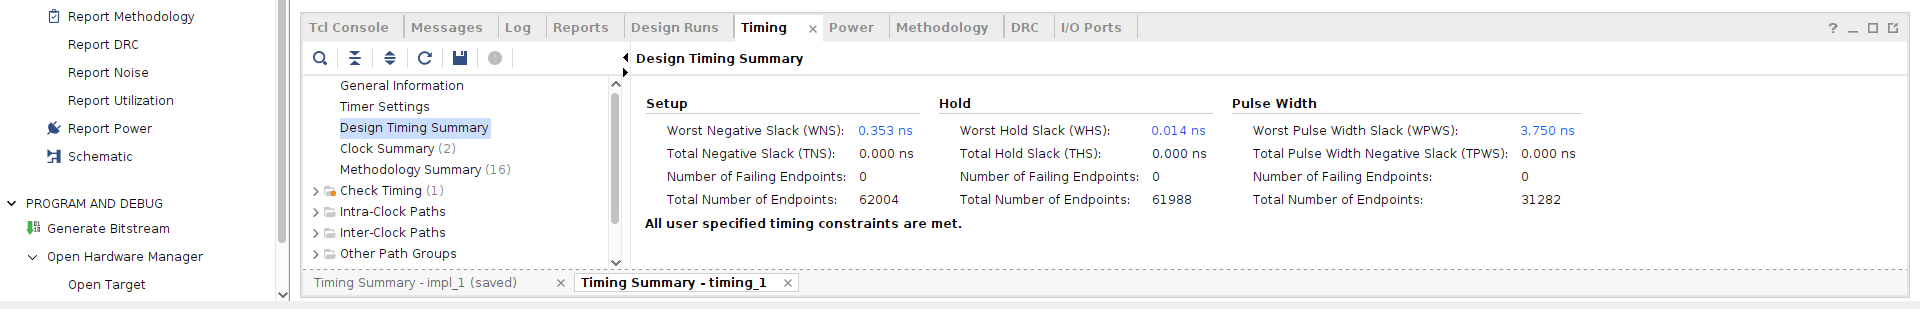 Report Methodology
Report DRC
Report Noise
Report Utilization
Report Power
Schematic
PROGRAM AND DEBUG
Generate Bitstream
Open Hardware Manager
Open Target
Tcl Console Messages Log Reports Design Runs Timing × Power Methodology DRC I/O Ports ? _
General Information
Timer Settings
Design Timing Summary
Clock Summary (2)
Methodology Summary (16)
Check Timing (1)
Intra-Clock Paths
Inter-Clock Paths
Other Path Groups
Design Timing Summary
Setup Hold Pulse Width
Worst Negative Slack (WNS): 0.353 ns Worst Hold Slack (WHS): 0.014 ns Worst Pulse Width Slack (WPWS): 3.750 ns
Total Negative Slack (TNS): 0.000 ns Total Hold Slack (THS): 0.000 ns Total Pulse Width Negative Slack (TPWS): 0.000 ns
Number of Failing Endpoints: 0 Number of Failing Endpoints: 0 Number of Failing Endpoints: 0
Total Number of Endpoints: 62004 Total Number of Endpoints: 61988 Total Number of Endpoints: 31282
All user specified timing constraints are met.
Timing Summary - impl_1 (saved) × Timing Summary - timing_1 ×